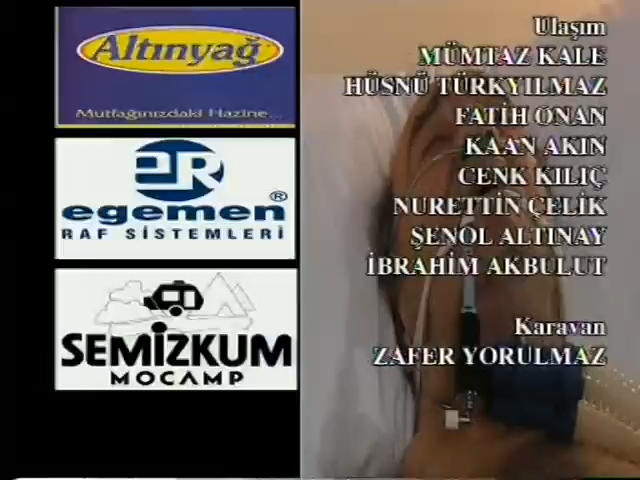 Altınyağ
Mutfağınızdaki Hazine...
eR
egemen®
RAF SİSTEMLERİ
SEMİZKUM
MOCAMP
Ulaşım
MÜMTAZ KALE
HÜSNÜ TÜRKYILMAZ
FATİH ONAN
KAAN AKIN
CENK KILIÇ
NURETTİN ÇELİK
ŞENOL ALTINAY
İBRAHİM AKBULUT
Karavan
ZAFER YORULMAZ